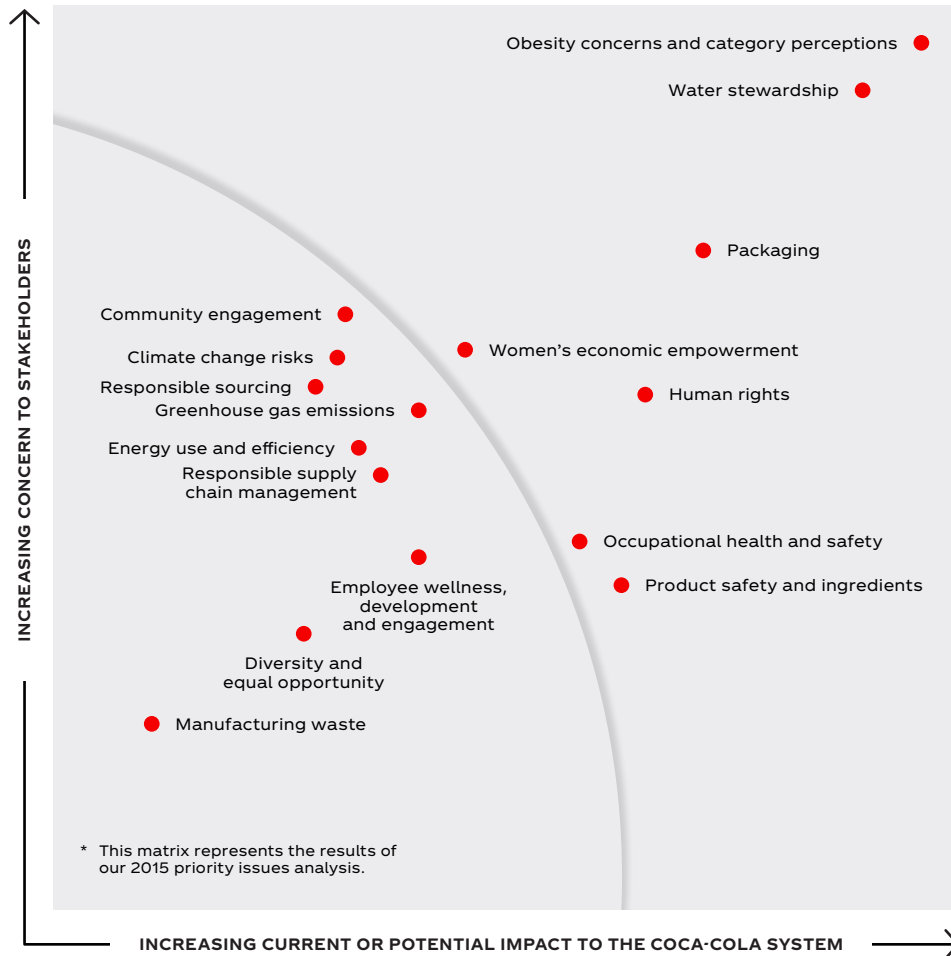 Obesity concerns and category perceptions
Water stewardship
Packaging
Community engagement
Women’s economic empowerment
Climate change risks
Responsible sourcing
Human rights
Greenhouse gas emissions
Energy use and efficiency
Responsible supply
chain management
Occupational health and safety
Product safety and ingredients
Employee wellness,
development
and engagement
Diversity and
equal opportunity
Manufacturing waste
* This matrix represents the results of
our 2015 priority issues analysis.
INCREASING CONCERN TO STAKEHOLDERS
INCREASING CURRENT OR POTENTIAL IMPACT TO THE COCA-COLA SYSTEM